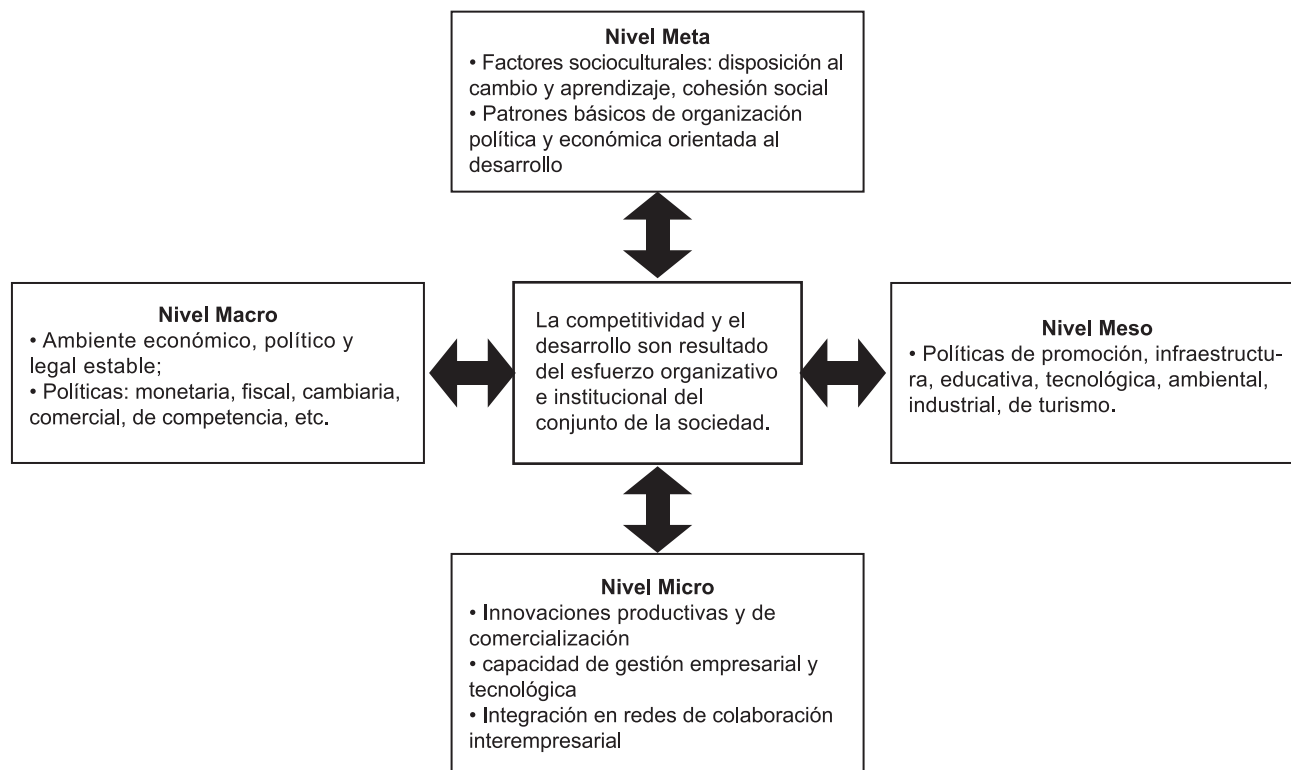 Nivel Meta
• Factores socioculturales: disposición al
cambio y aprendizaje, cohesión social
• Patrones básicos de organización
política y económica orientada al
desarrollo
Nivel Macro
• Ambiente económico, político y
legal estable;
• Políticas: monetaria, fiscal, cambiaria,
comercial, de competencia, etc.
La competitividad y el
desarrollo son resultado
del esfuerzo organizativo
e institucional del
conjunto de la sociedad.
Nivel Meso
• Políticas de promoción, infraestructu-
ra, educativa, tecnológica, ambiental,
industrial, de turismo.
Nivel Micro
• Innovaciones productivas y de
comercialización
• capacidad de gestión empresarial y
tecnológica
• Integración en redes de colaboración
interempresarial